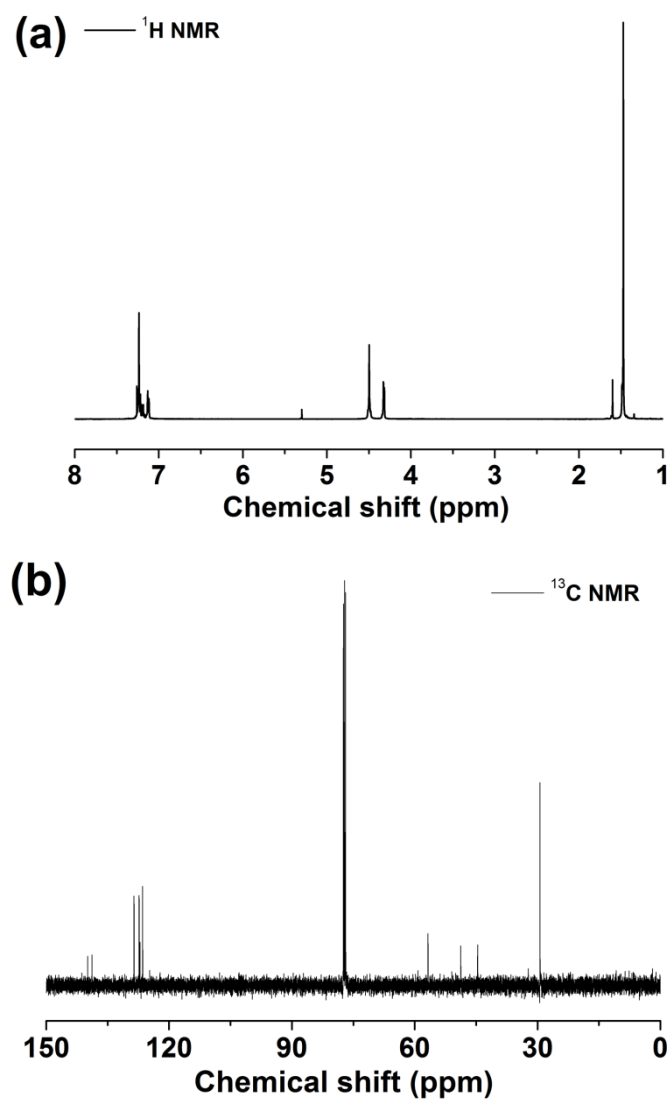 (a) ¹H NMR
8 7 6 5 4 3 2 1
Chemical shift (ppm)
(b) ¹³C NMR
150 120 90 60 30 0
Chemical shift (ppm)